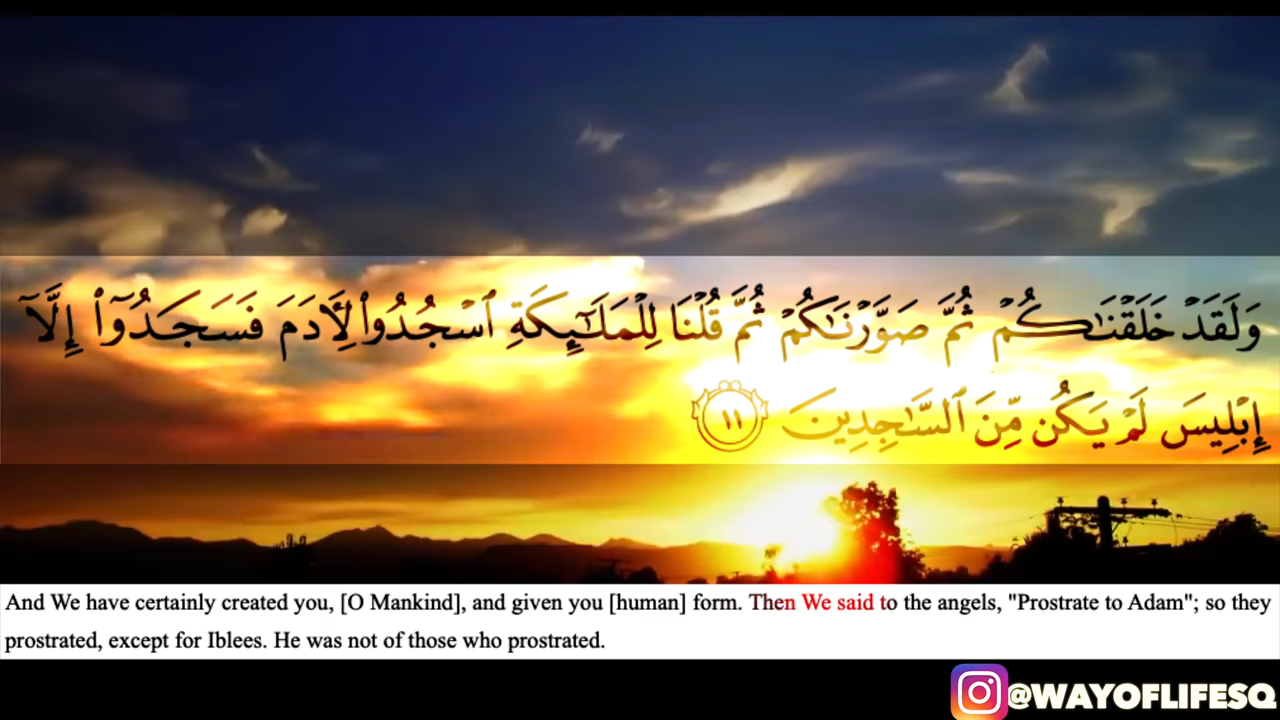 وَلَقَدْ خَلَقْنَٰكُمْ ثُمَّ صَوَّرْنَٰكُمْ ثُمَّ قُلْنَا لِلْمَلَٰٓئِكَةِ ٱسْجُدُوا۟ لِءَادَمَ فَسَجَدُوٓا۟ إِلَّآ
إِبْلِيسَ لَمْ يَكُن مِّنَ ٱلسَّٰجِدِينَ ١١
And We have certainly created you, [O Mankind], and given you [human] form. Then We said to the angels, "Prostrate to Adam"; so they
prostrated, except for Iblees. He was not of those who prostrated.
@WAYOFLIFESQ